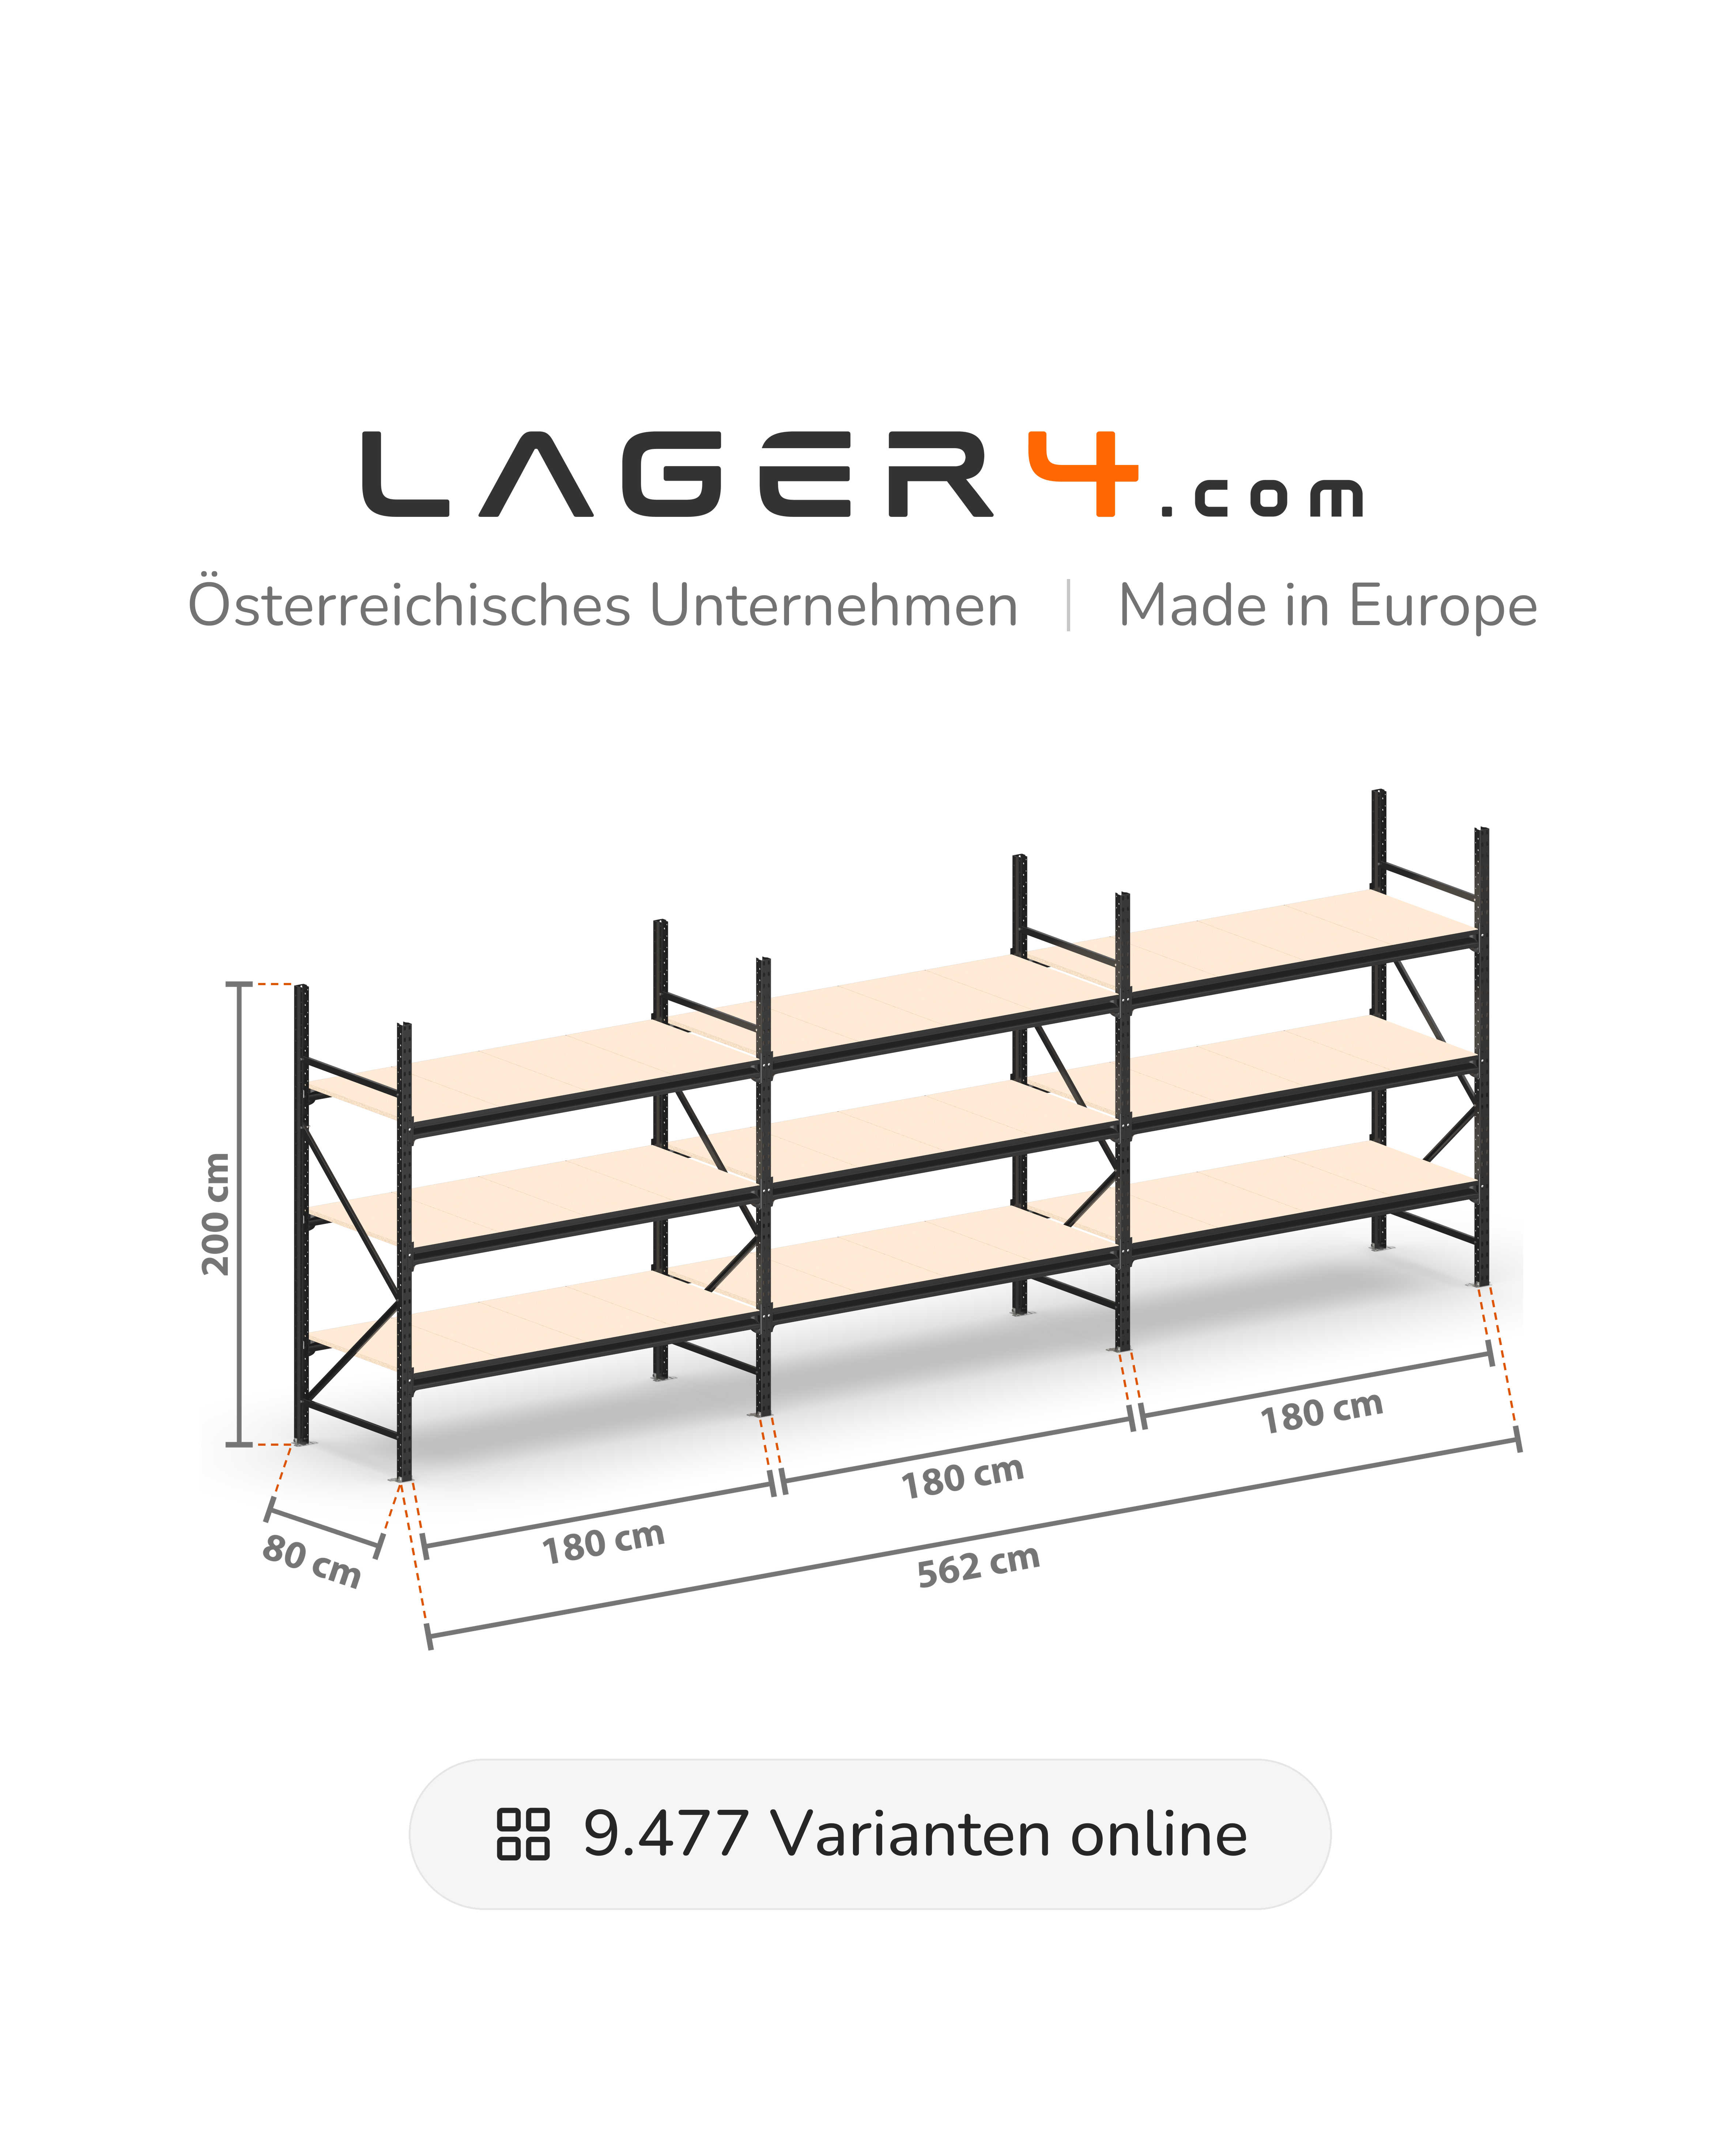 LAGER4.com
Österreichisches Unternehmen | Made in Europe
200 cm
80 cm
180 cm
180 cm
180 cm
562 cm
9.477 Varianten online